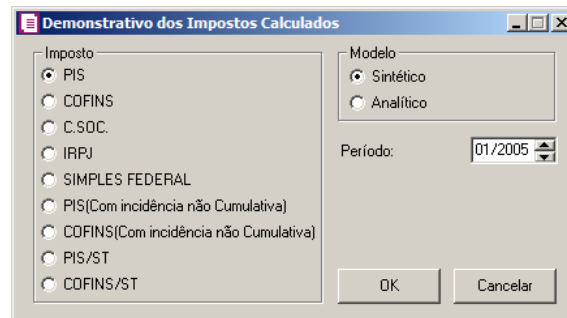 Demonstrativo dos Impostos Calculados
Imposto
PIS
COFINS
C.SOC.
IRPJ
SIMPLES FEDERAL
PIS(Com incidência não Cumulativa)
COFINS(Com incidência não Cumulativa)
PIS/ST
COFINS/ST
Modelo
Sintético
Analítico
Período: 01/2005
OK Cancelar